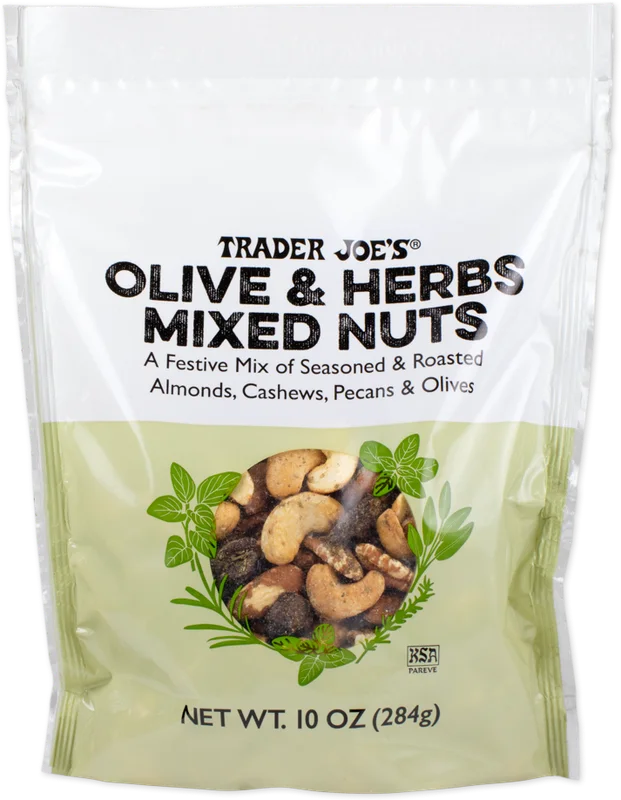 TRADER JOE'S®
OLIVE & HERBS
MIXED NUTS
A Festive Mix of Seasoned & Roasted
Almonds, Cashews, Pecans & Olives
KSA
PAREVE
NET WT. 10 OZ (284g)